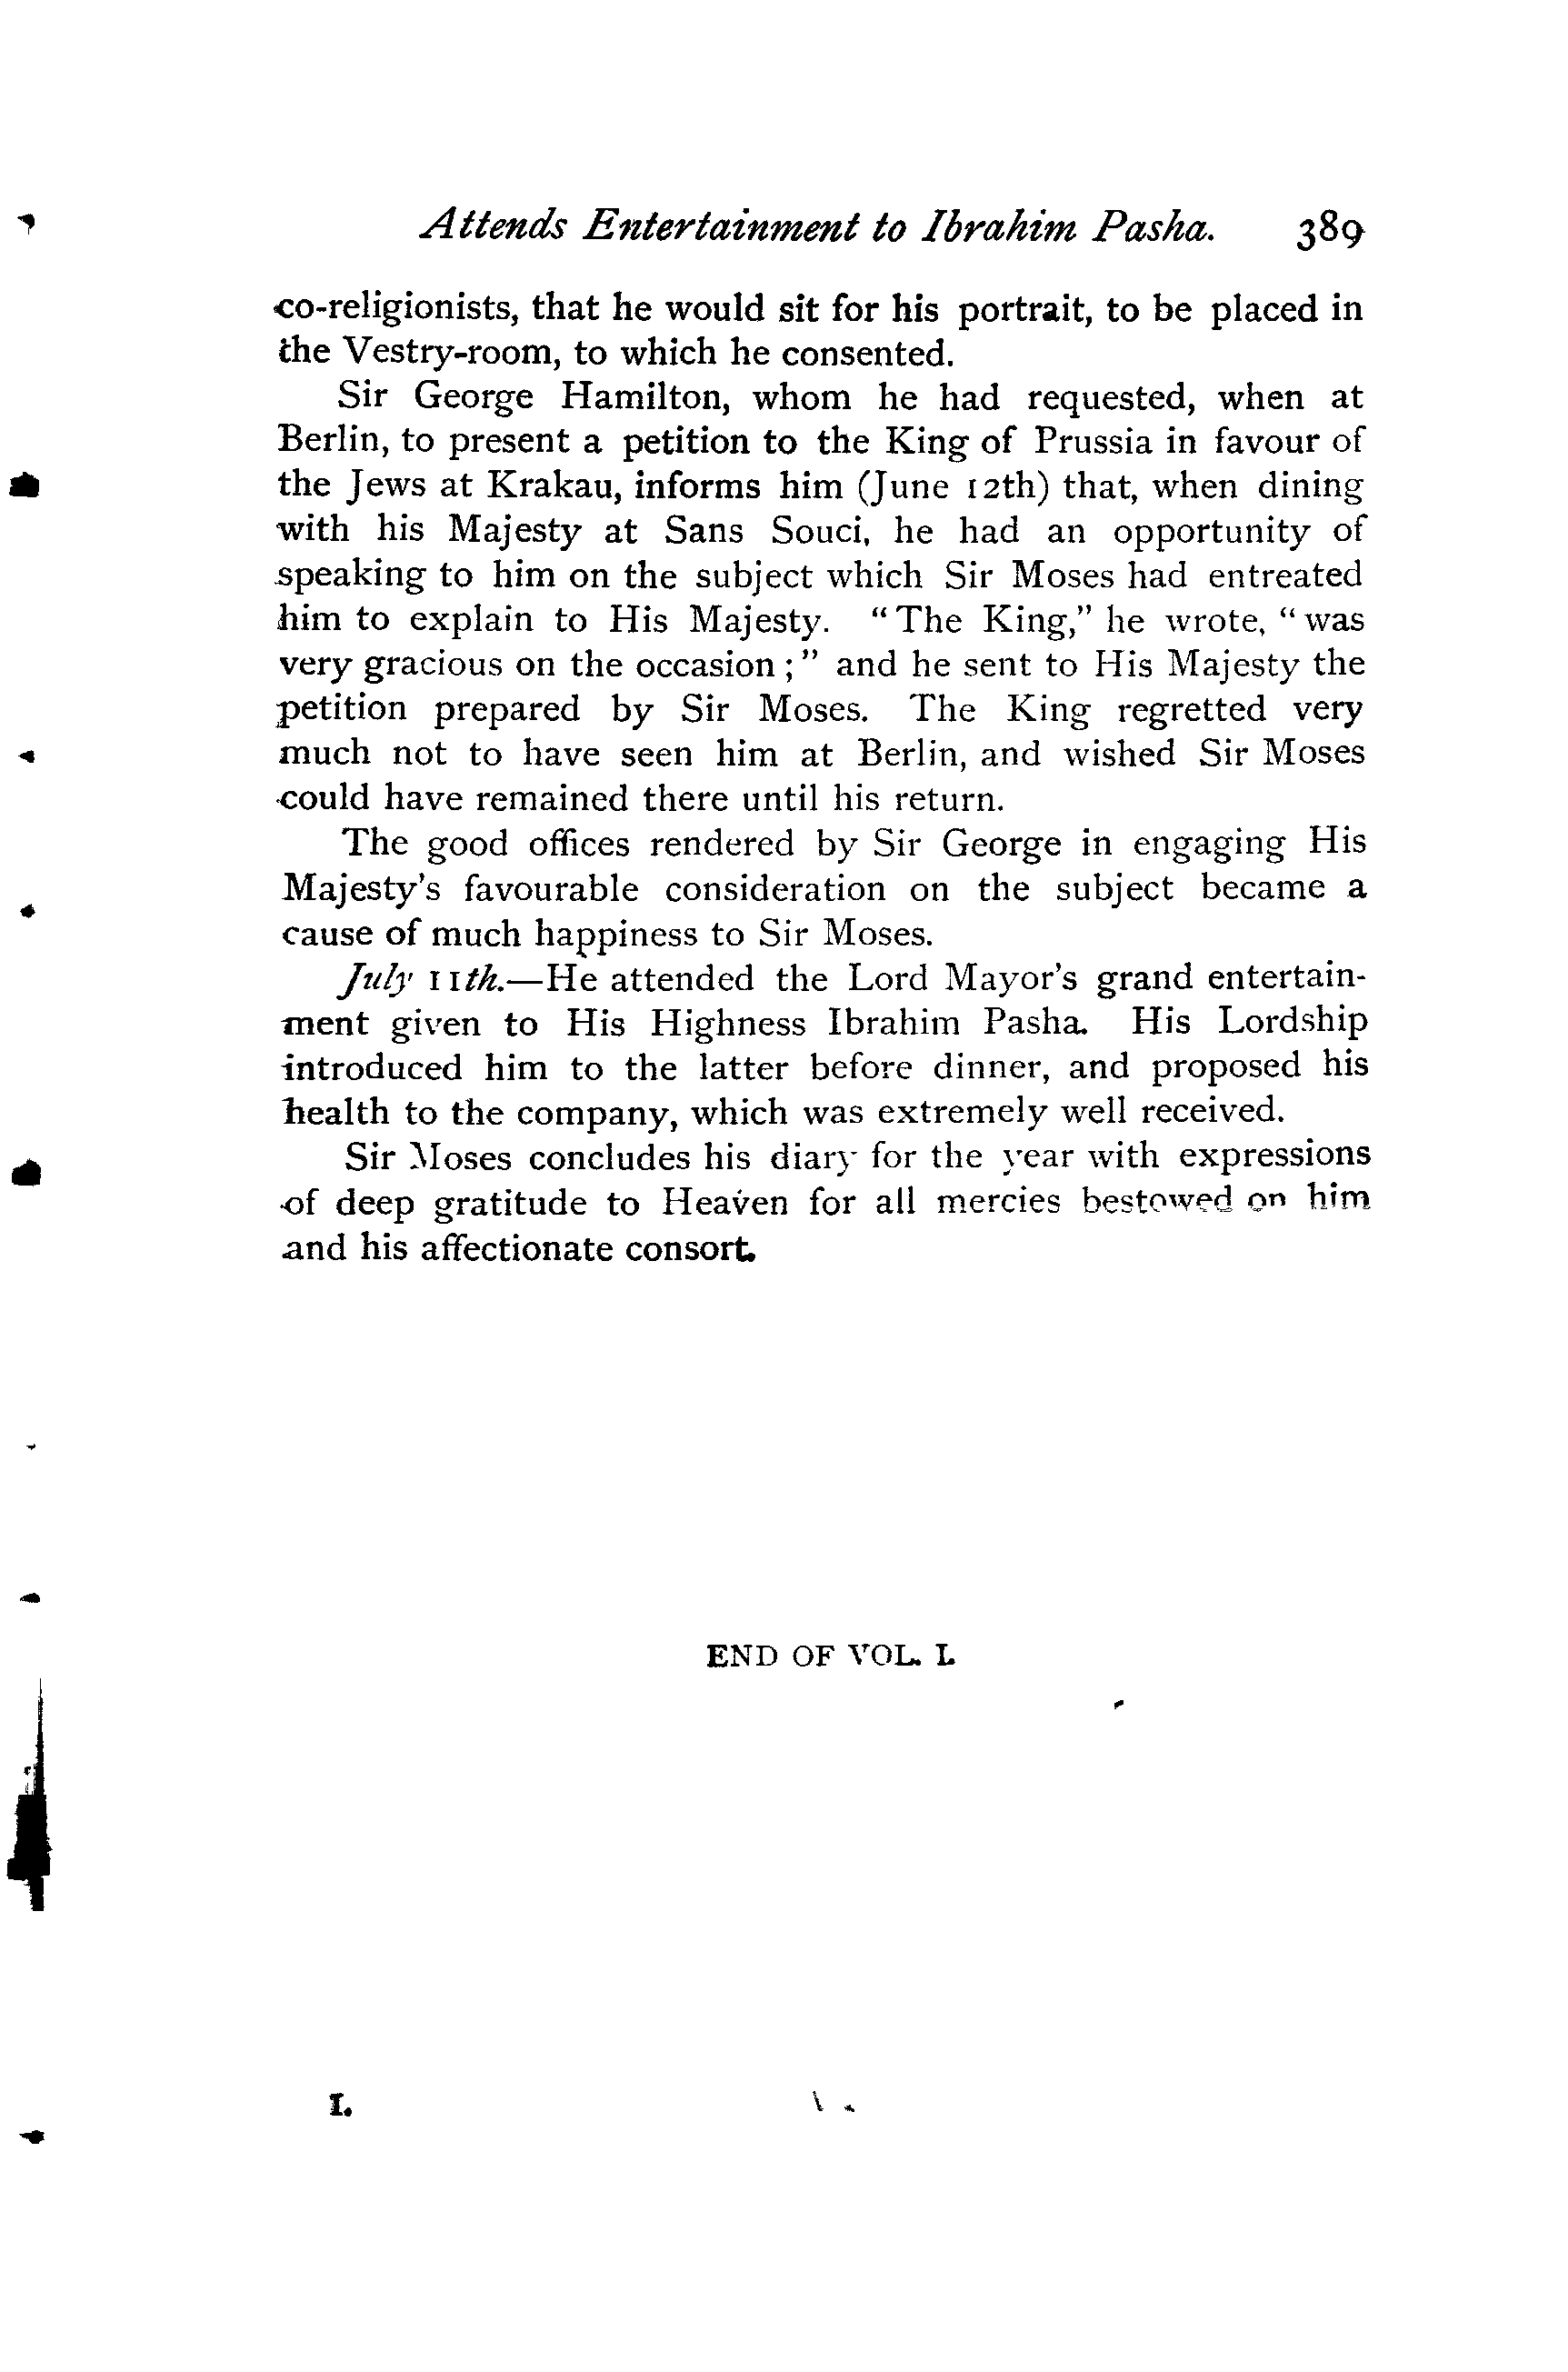 Attends Entertainment to Ibrahim Pasha. 389
co-religionists, that he would sit for his portrait, to be placed in
the Vestry-room, to which he consented.
Sir George Hamilton, whom he had requested, when at
Berlin, to present a petition to the King of Prussia in favour of
the Jews at Krakau, informs him (June 12th) that, when dining
with his Majesty at Sans Souci, he had an opportunity of
speaking to him on the subject which Sir Moses had entreated
him to explain to His Majesty. "The King," he wrote, "was
very gracious on the occasion;" and he sent to His Majesty the
petition prepared by Sir Moses. The King regretted very
much not to have seen him at Berlin, and wished Sir Moses
could have remained there until his return.
The good offices rendered by Sir George in engaging His
Majesty's favourable consideration on the subject became a
cause of much happiness to Sir Moses.
July 11th.—He attended the Lord Mayor's grand entertain-
ment given to His Highness Ibrahim Pasha. His Lordship
introduced him to the latter before dinner, and proposed his
health to the company, which was extremely well received.
Sir Moses concludes his diary for the year with expressions
of deep gratitude to Heaven for all mercies bestowed on him
and his affectionate consort.
END OF VOL. I.
I.